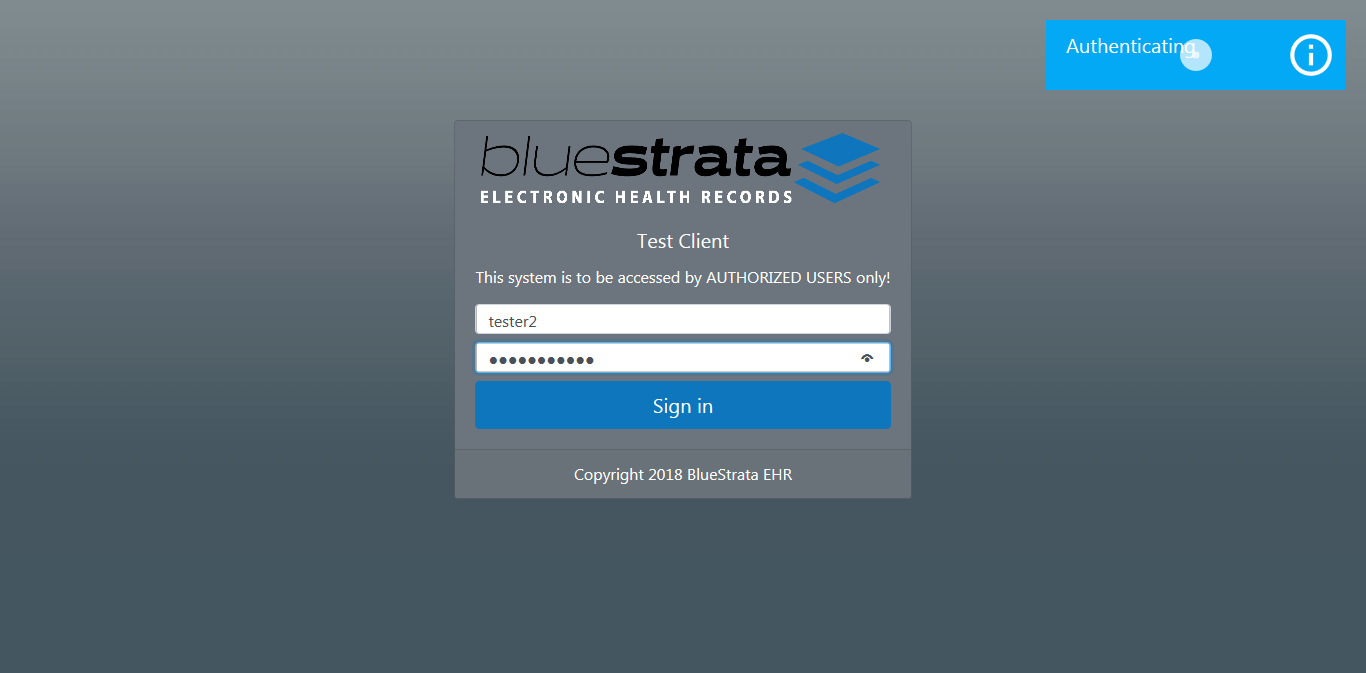 Authenticating
bluestrata
ELECTRONIC HEALTH RECORDS
Test Client
This system is to be accessed by AUTHORIZED USERS only!
tester2
●●●●●●●●●●●
Sign in
Copyright 2018 BlueStrata EHR